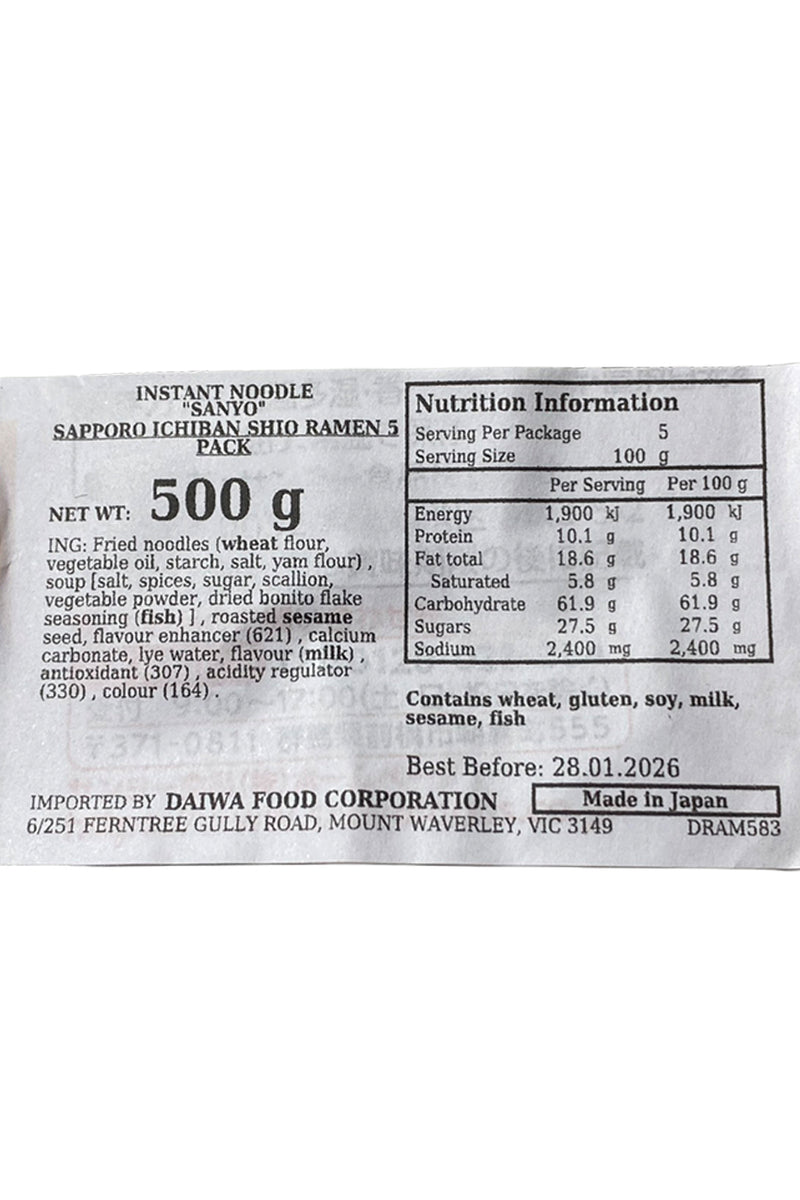 INSTANT NOODLE
"SANYO"
SAPPORO ICHIBAN SHIO RAMEN 5
PACK
NET WT: 500 g
ING: Fried noodles (wheat flour,
vegetable oil, starch, salt, yam flour) ,
soup [salt, spices, sugar, scallion,
vegetable powder, dried bonito flake
seasoning (fish) ] , roasted sesame
seed, flavour enhancer (621) , calcium
carbonate, lye water, flavour (milk) ,
antioxidant (307) , acidity regulator
(330) , colour (164) .
Nutrition Information
Serving Per Package 5
Serving Size 100 g
Per Serving Per 100 g
Energy 1,900 kJ 1,900 kJ
Protein 10.1 g 10.1 g
Fat total 18.6 g 18.6 g
Saturated 5.8 g 5.8 g
Carbohydrate 61.9 g 61.9 g
Sugars 27.5 g 27.5 g
Sodium 2,400 mg 2,400 mg
Contains wheat, gluten, soy, milk,
sesame, fish
Best Before: 28.01.2026
IMPORTED BY DAIWA FOOD CORPORATION
Made in Japan
6/251 FERNTREE GULLY ROAD, MOUNT WAVERLEY, VIC 3149
DRAM583